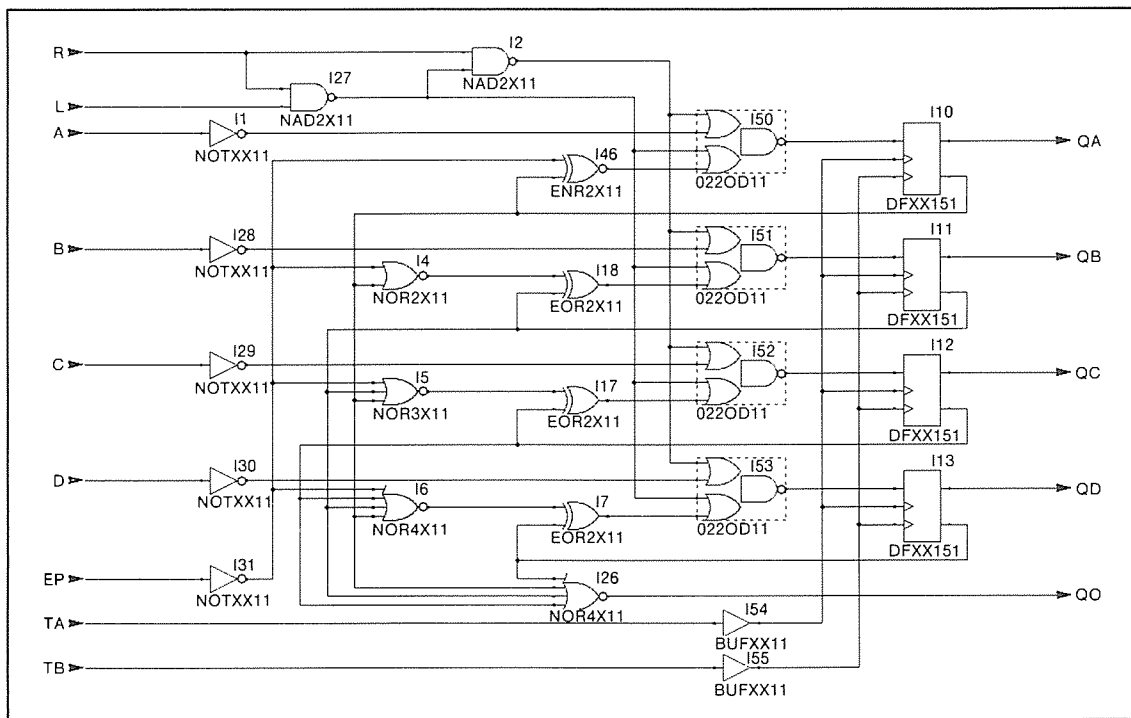 R
I2
I27
NAD2X11
L
NAD2X11
A
I1
NOTXX11
I50
I10
QA
I46
ENR2X11
022OD11
DFXX151
B
I28
NOTXX11
I4
NOR2X11
I18
EOR2X11
I51
022OD11
I11
QB
DFXX151
C
I29
NOTXX11
I5
NOR3X11
I17
EOR2X11
I52
022OD11
I12
QC
DFXX151
D
I30
NOTXX11
I6
NOR4X11
I7
EOR2X11
I53
022OD11
I13
QD
DFXX151
EP
I31
NOTXX11
I26
NOR4X11
QO
TA
I54
BUFXX11
TB
I55
BUFXX11